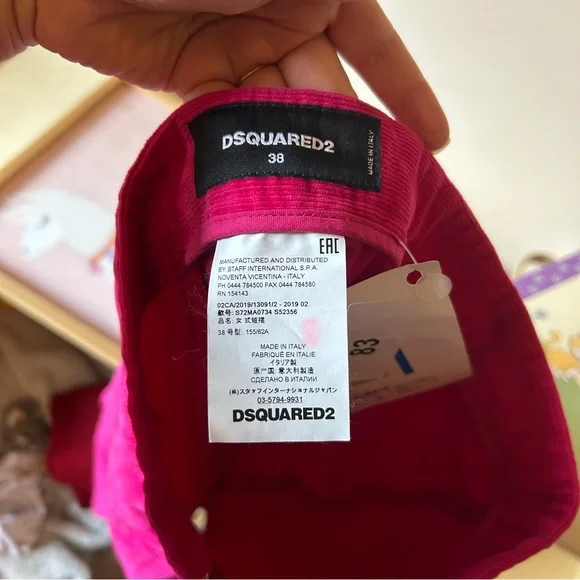 DSQUARED2
38
MADE IN ITALY
EAC
MANUFACTURED AND DISTRIBUTED
BY:STAFF INTERNATIONAL S.P.A.
NOVENTA VICENTINA - ITALY
PH 0444 784500 FAX 0444 784580
RN 154143
02CA/2019/13091/2 - 2019 02
款号: S72MA0734 S52356
品名: 女式短裙
38 号型: 155/62A
MADE IN ITALY
FABRIQUÉ EN ITALIE
イタリア製
原产国: 意大利製造
СДЕЛАНО В ИТАЛИИ
(株)スタッフインターナショナルジャパン
03-5794-9931
DSQUARED2
83